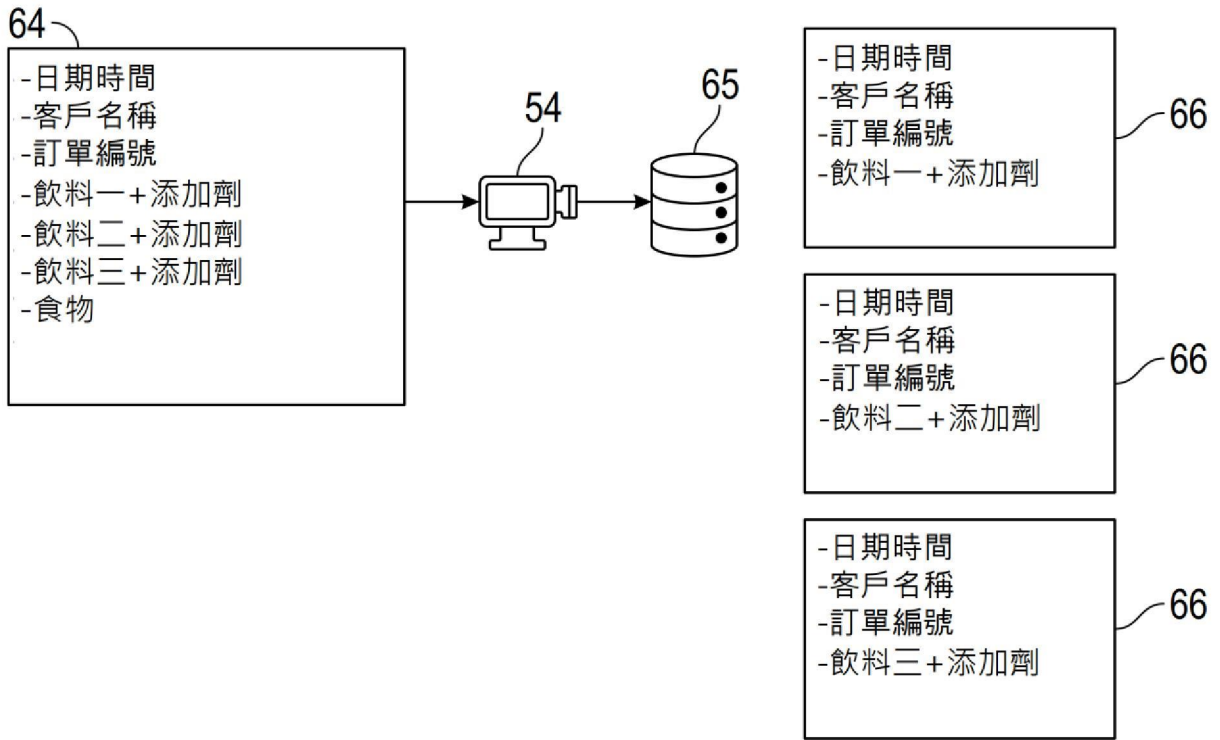 64
-日期時間
-客戶名稱
-訂單編號
-飲料一+添加劑
-飲料二+添加劑
-飲料三+添加劑
-食物
54
65
-日期時間
-客戶名稱
-訂單編號
-飲料一+添加劑
66
-日期時間
-客戶名稱
-訂單編號
-飲料二+添加劑
66
-日期時間
-客戶名稱
-訂單編號
-飲料三+添加劑
66